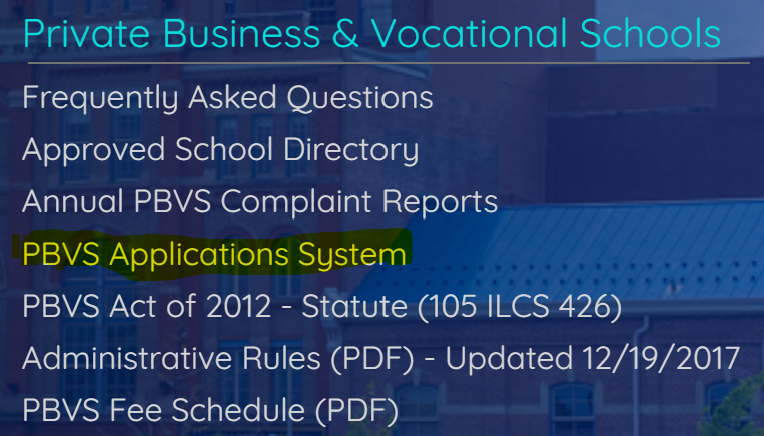 Private Business & Vocational Schools
Frequently Asked Questions
Approved School Directory
Annual PBVS Complaint Reports
PBVS Applications System
PBVS Act of 2012 - Statute (105 ILCS 426)
Administrative Rules (PDF) - Updated 12/19/2017
PBVS Fee Schedule (PDF)